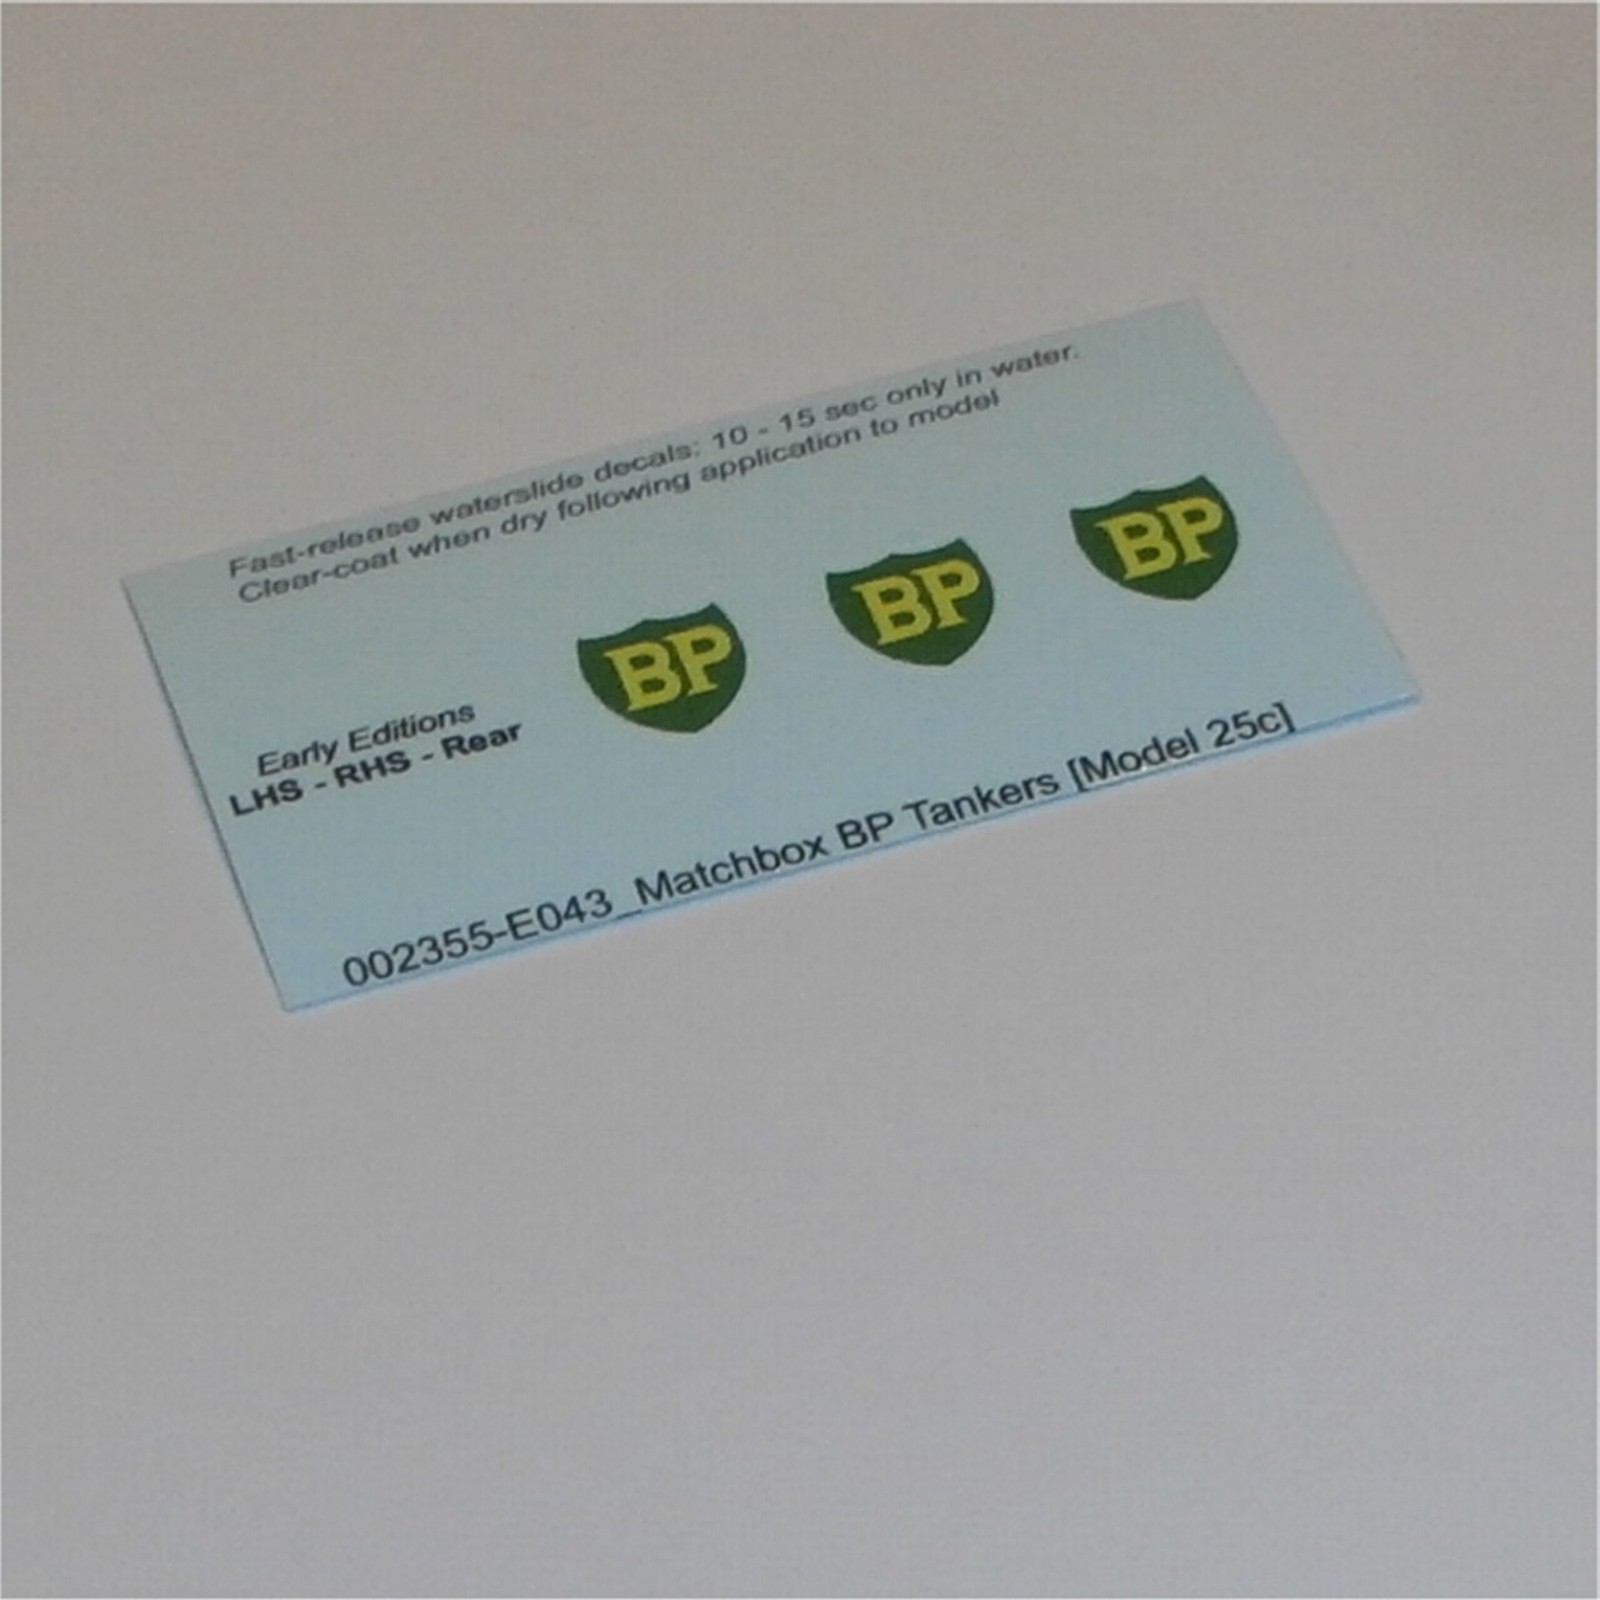 Fast-release waterslide decals: 10 - 15 sec only in water.
Clear-coat when dry following application to model
BP BP BP
Early Editions
LHS - RHS - Rear
002355-E043_Matchbox BP Tankers [Model 25c]